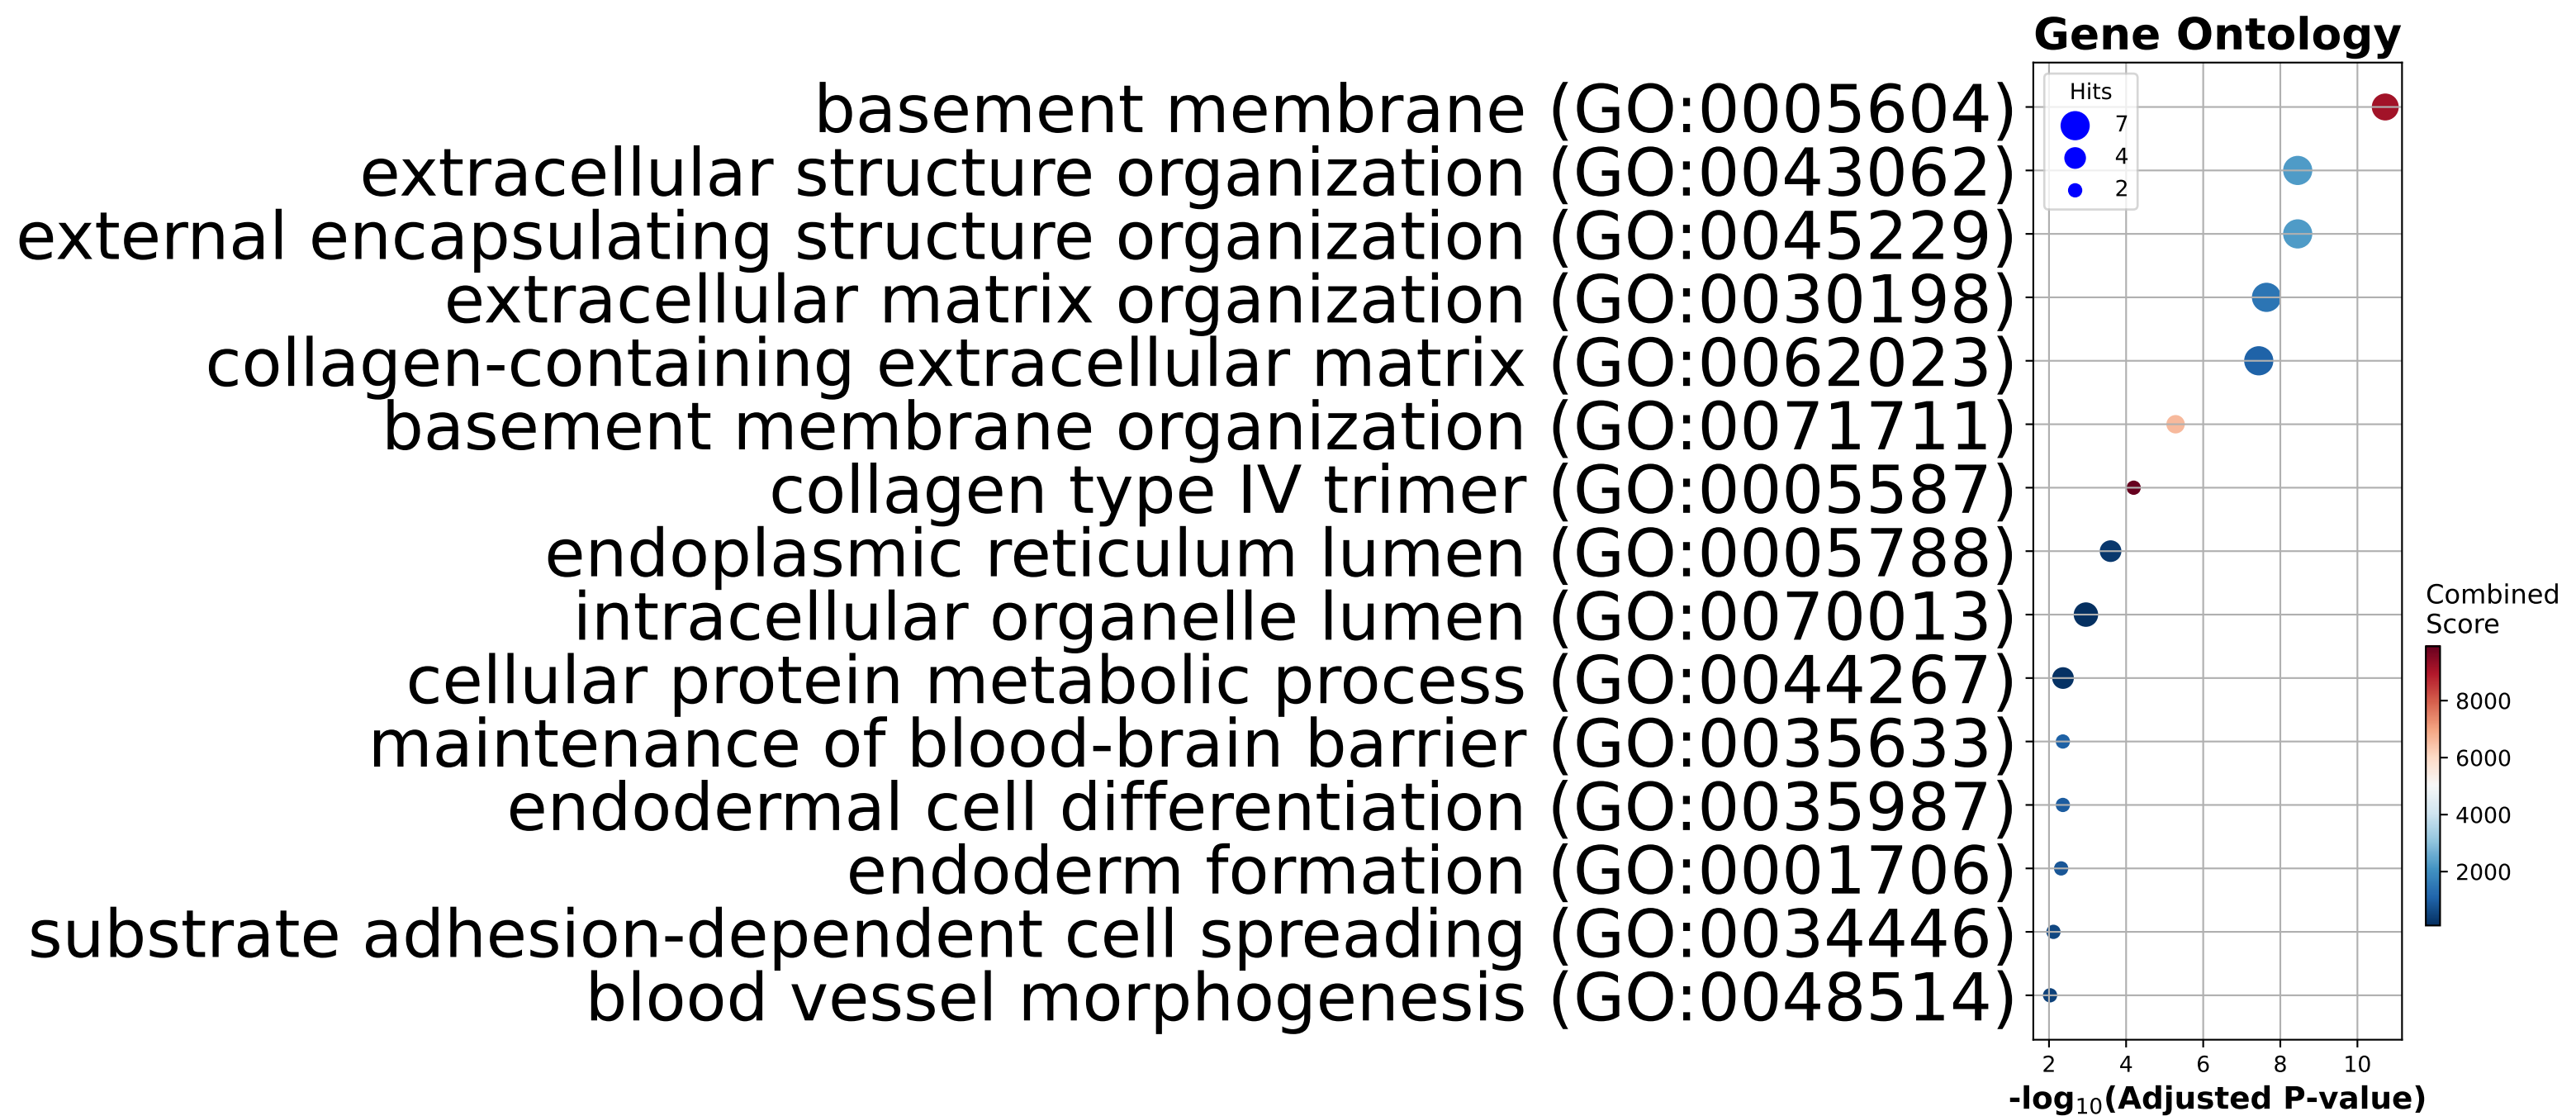 Gene Ontology
basement membrane (GO:0005604)
extracellular structure organization (GO:0043062)
external encapsulating structure organization (GO:0045229)
extracellular matrix organization (GO:0030198)
collagen-containing extracellular matrix (GO:0062023)
basement membrane organization (GO:0071711)
collagen type IV trimer (GO:0005587)
endoplasmic reticulum lumen (GO:0005788)
intracellular organelle lumen (GO:0070013)
cellular protein metabolic process (GO:0044267)
maintenance of blood-brain barrier (GO:0035633)
endodermal cell differentiation (GO:0035987)
endoderm formation (GO:0001706)
substrate adhesion-dependent cell spreading (GO:0034446)
blood vessel morphogenesis (GO:0048514)
Hits
7
4
2
Combined
Score
8000
6000
4000
2000
2 4 6 8 10
-log₁₀(Adjusted P-value)